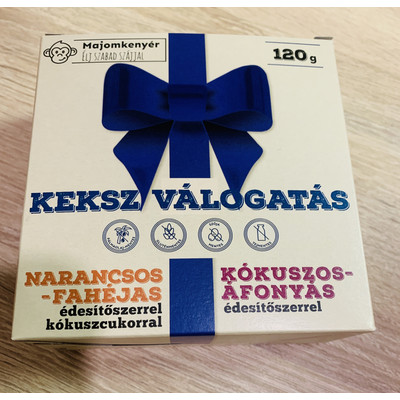 Majomkenyér
ÉLJ SZABAD SZÁJJAL
120 g
KEKSZ VÁLOGATÁS
NARANCSOS
-FAHÉJAS
édesítőszerrel
kókuszcukorral
KÓKUSZOS-
ÁFONYÁS
édesítőszerrel